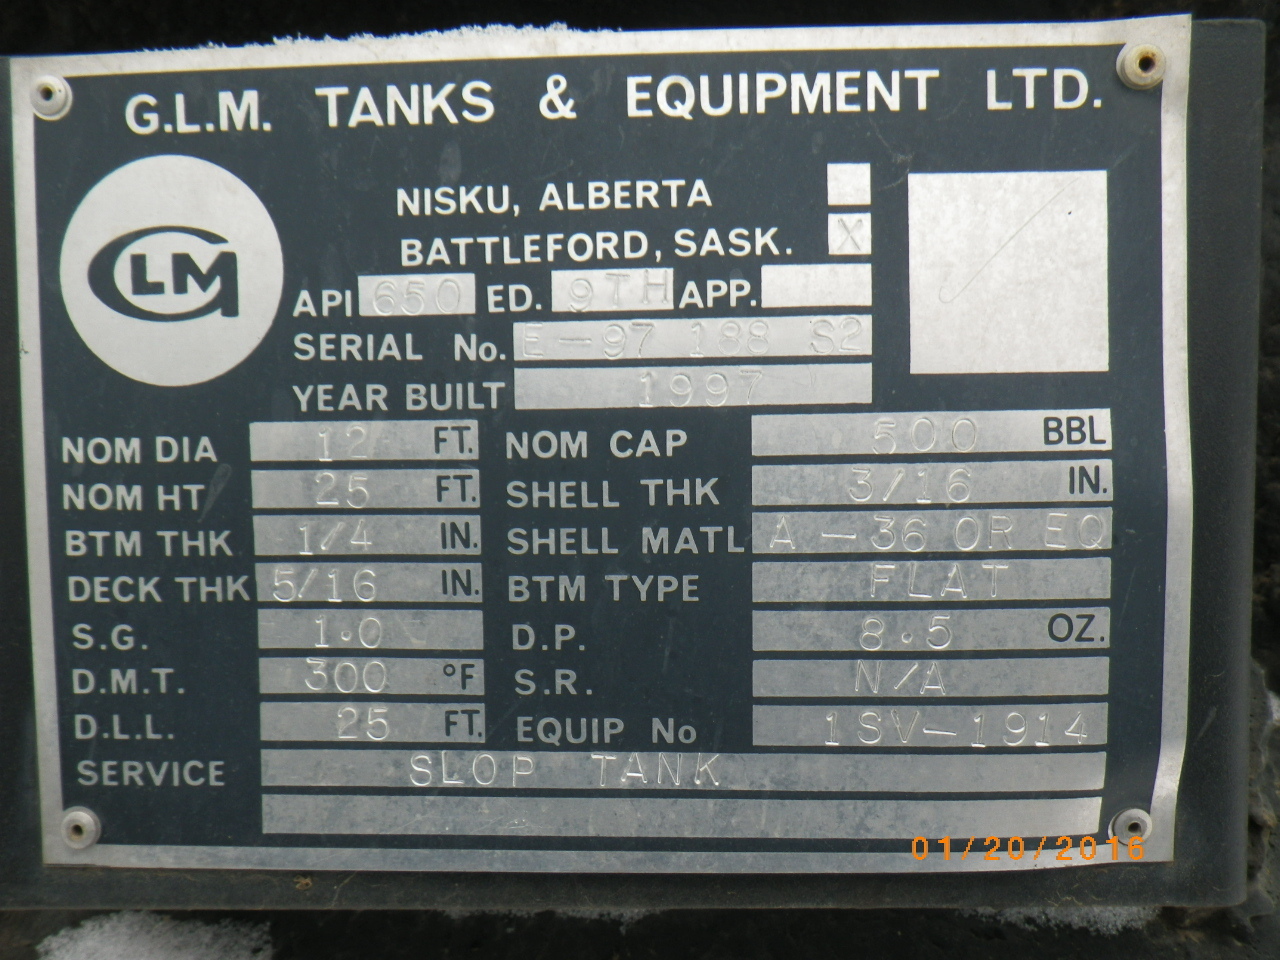 G.L.M. TANKS & EQUIPMENT LTD.
NISKU, ALBERTA
BATTLEFORD, SASK. X
GLM
API 650 ED. 9TH APP.
SERIAL No. E-97 188 S2
YEAR BUILT 1997
NOM DIA 12 FT. NOM CAP 500 BBL
NOM HT 25 FT. SHELL THK 3/16 IN.
BTM THK 1/4 IN. SHELL MATL A-36 OR EQ
DECK THK 5/16 IN. BTM TYPE FLAT
S.G. 1.0 D.P. 8.5 OZ.
D.M.T. 300 °F S.R. N/A
D.L.L. 25 FT. EQUIP No 1SV-1914
SERVICE SLOP TANK
01/20/2016